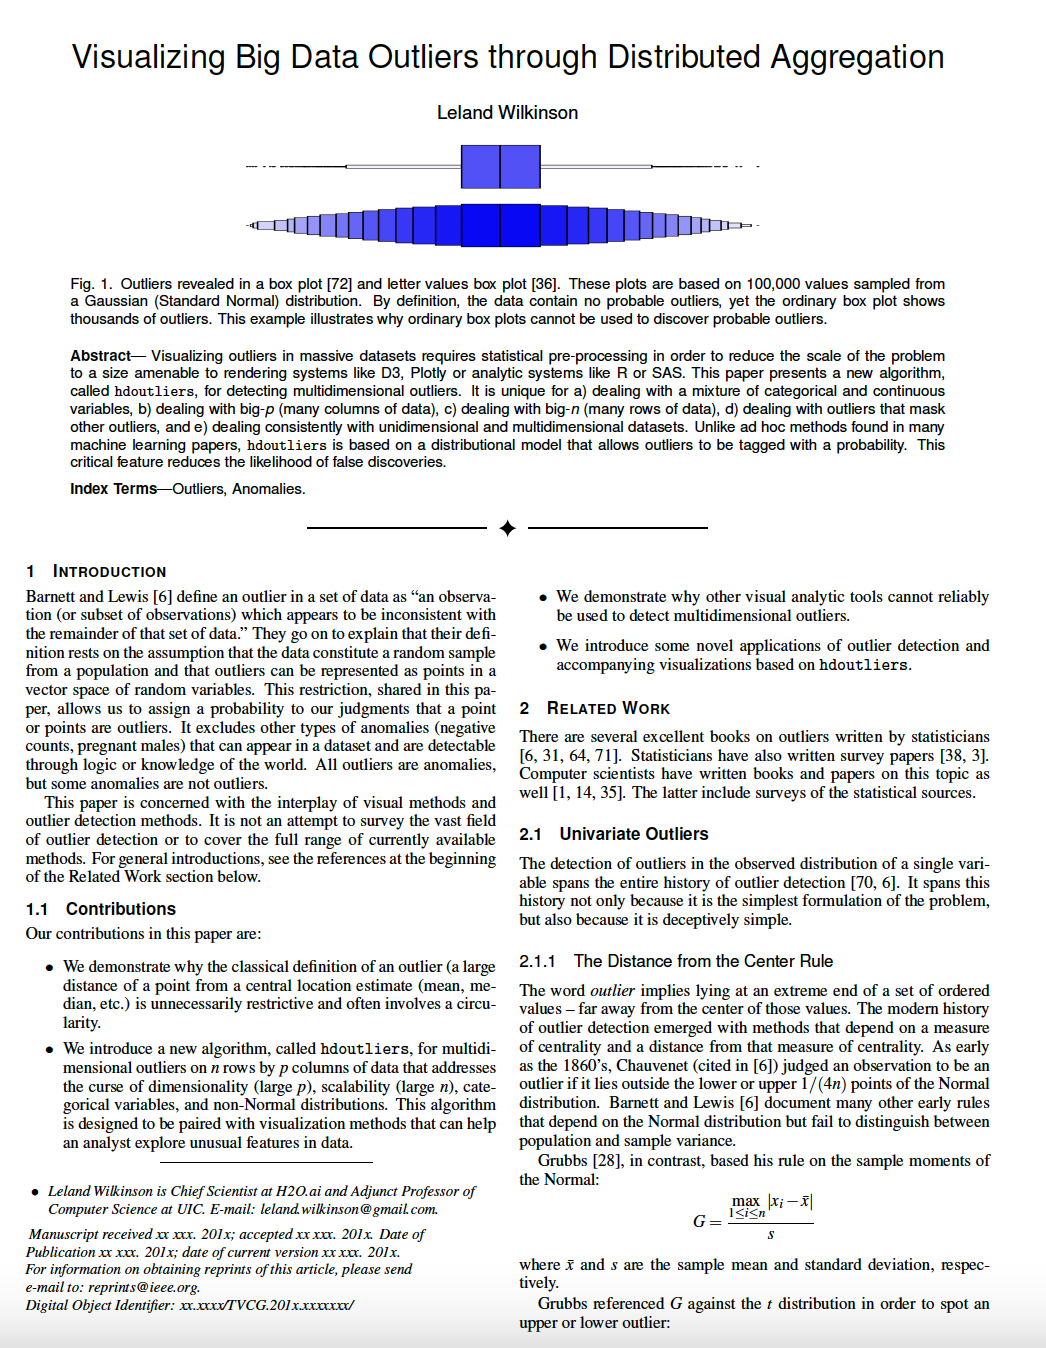 Visualizing Big Data Outliers through Distributed Aggregation
Leland Wilkinson
Fig. 1. Outliers revealed in a box plot [72] and letter values box plot [36]. These plots are based on 100,000 values sampled from
a Gaussian (Standard Normal) distribution. By definition, the data contain no probable outliers, yet the ordinary box plot shows
thousands of outliers. This example illustrates why ordinary box plots cannot be used to discover probable outliers.
Abstract— Visualizing outliers in massive datasets requires statistical pre-processing in order to reduce the scale of the problem
to a size amenable to rendering systems like D3, Plotly or analytic systems like R or SAS. This paper presents a new algorithm,
called hdoutliers, for detecting multidimensional outliers. It is unique for a) dealing with a mixture of categorical and continuous
variables, b) dealing with big-p (many columns of data), c) dealing with big-n (many rows of data), d) dealing with outliers that mask
other outliers, and e) dealing consistently with unidimensional and multidimensional datasets. Unlike ad hoc methods found in many
machine learning papers, hdoutliers is based on a distributional model that allows outliers to be tagged with a probability. This
critical feature reduces the likelihood of false discoveries.
Index Terms—Outliers, Anomalies.
1 INTRODUCTION
Barnett and Lewis [6] define an outlier in a set of data as “an observa-
tion (or subset of observations) which appears to be inconsistent with
the remainder of that set of data.” They go on to explain that their defi-
nition rests on the assumption that the data constitute a random sample
from a population and that outliers can be represented as points in a
vector space of random variables. This restriction, shared in this pa-
per, allows us to assign a probability to our judgments that a point
or points are outliers. It excludes other types of anomalies (negative
counts, pregnant males) that can appear in a dataset and are detectable
through logic or knowledge of the world. All outliers are anomalies,
but some anomalies are not outliers.
This paper is concerned with the interplay of visual methods and
outlier detection methods. It is not an attempt to survey the vast field
of outlier detection or to cover the full range of currently available
methods. For general introductions, see the references at the beginning
of the Related Work section below.
1.1 Contributions
Our contributions in this paper are:
• We demonstrate why the classical definition of an outlier (a large
distance of a point from a central location estimate (mean, me-
dian, etc.) is unnecessarily restrictive and often involves a circu-
larity.
• We introduce a new algorithm, called hdoutliers, for multidi-
mensional outliers on n rows by p columns of data that addresses
the curse of dimensionality (large p), scalability (large n), cate-
gorical variables, and non-Normal distributions. This algorithm
is designed to be paired with visualization methods that can help
an analyst explore unusual features in data.
• Leland Wilkinson is Chief Scientist at H2O.ai and Adjunct Professor of
Computer Science at UIC. E-mail: leland.wilkinson@gmail.com.
Manuscript received xx xxx. 201x; accepted xx xxx. 201x. Date of
Publication xx xxx. 201x; date of current version xx xxx. 201x.
For information on obtaining reprints of this article, please send
e-mail to: reprints@ieee.org.
Digital Object Identifier: xx.xxxx/TVCG.201x.xxxxxxx/
• We demonstrate why other visual analytic tools cannot reliably
be used to detect multidimensional outliers.
• We introduce some novel applications of outlier detection and
accompanying visualizations based on hdoutliers.
2 RELATED WORK
There are several excellent books on outliers written by statisticians
[6, 31, 64, 71]. Statisticians have also written survey papers [38, 3].
Computer scientists have written books and papers on this topic as
well [1, 14, 35]. The latter include surveys of the statistical sources.
2.1 Univariate Outliers
The detection of outliers in the observed distribution of a single vari-
able spans the entire history of outlier detection [70, 6]. It spans this
history not only because it is the simplest formulation of the problem,
but also because it is deceptively simple.
2.1.1 The Distance from the Center Rule
The word outlier implies lying at an extreme end of a set of ordered
values – far away from the center of those values. The modern history
of outlier detection emerged with methods that depend on a measure
of centrality and a distance from that measure of centrality. As early
as the 1860’s, Chauvenet (cited in [6]) judged an observation to be an
outlier if it lies outside the lower or upper 1/(4n) points of the Normal
distribution. Barnett and Lewis [6] document many other early rules
that depend on the Normal distribution but fail to distinguish between
population and sample variance.
Grubbs [28], in contrast, based his rule on the sample moments of
the Normal:
G = max 1≤i≤n |xi − x̄| / s
where x̄ and s are the sample mean and standard deviation, respec-
tively.
Grubbs referenced G against the t distribution in order to spot an
upper or lower outlier: